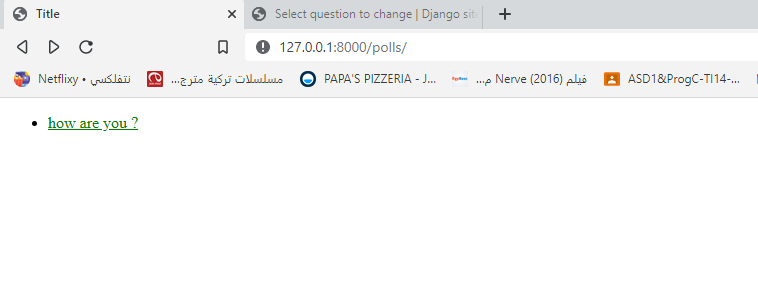 Title
Select question to change | Django site
127.0.0.1:8000/polls/
Netflixy • نتفلكسي
مسلسلات تركية مترج...
PAPA'S PIZZERIA - J...
فيلم Nerve (2016) م...
ASD1&ProgC-TI14-...
how are you ?